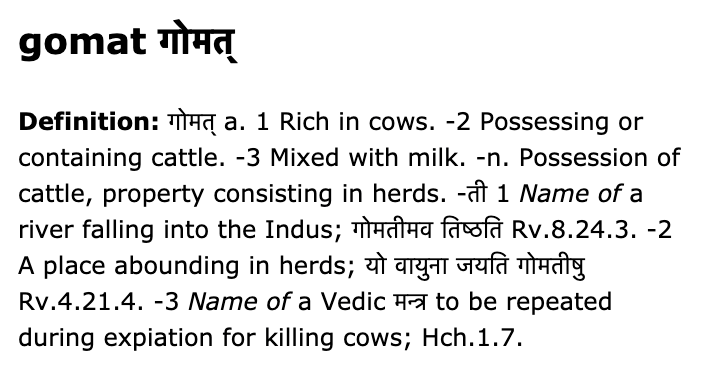 gomat गोमत्
Definition: गोमत् a. 1 Rich in cows. -2 Possessing or
containing cattle. -3 Mixed with milk. -n. Possession of
cattle, property consisting in herds. -ती 1 Name of a
river falling into the Indus; गोमतीमव तिष्ठति Rv.8.24.3. -2
A place abounding in herds; यो वायुना जयति गोमतीषु
Rv.4.21.4. -3 Name of a Vedic मन्त्र to be repeated
during expiation for killing cows; Hch.1.7.